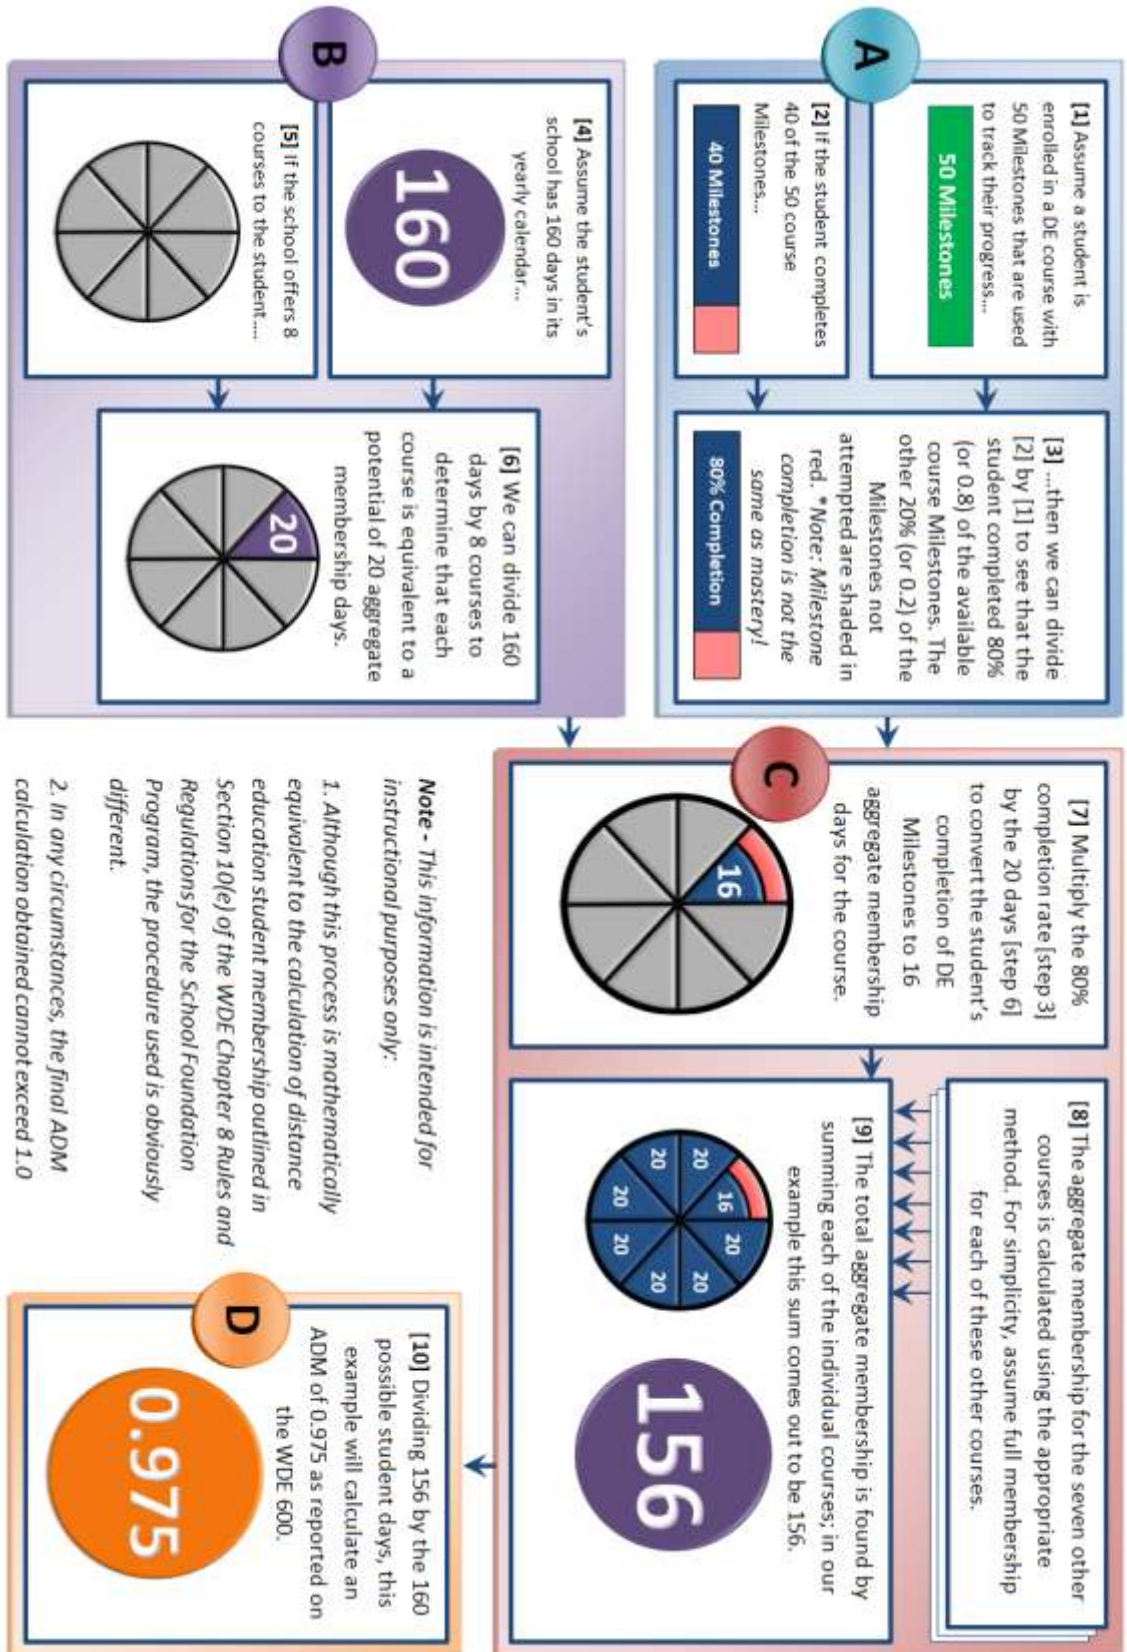 A
[1] Assume a student is
enrolled in a DE course with
50 Milestones that are used
to track their progress...
50 Milestones
[2] If the student completes
40 of the 50 course
Milestones...
40 Milestones
[3] ...then we can divide
[2] by [1] to see that the
student completed 80%
(or 0.8) of the available
course Milestones. The
other 20% (or 0.2) of the
Milestones not
attempted are shaded in
red. *Note: Milestone
completion is not the
same as mastery!
80% Completion
B
[4] Assume the student's
school has 160 days in its
yearly calendar...
160
[5] If the school offers 8
courses to the student....
[6] We can divide 160
days by 8 courses to
determine that each
course is equivalent to a
potential of 20 aggregate
membership days.
20
C
[7] Multiply the 80%
completion rate [step 3]
by the 20 days [step 6]
to convert the student's
completion of DE
Milestones to 16
aggregate membership
days for the course.
16
[8] The aggregate membership for the seven other
courses is calculated using the appropriate
method. For simplicity, assume full membership
for each of these other courses.
[9] The total aggregate membership is found by
summing each of the individual courses; in our
example this sum comes out to be 156.
16
20
20
20
20
20
20
20
156
D
[10] Dividing 156 by the 160
possible student days, this
example will calculate an
ADM of 0.975 as reported on
the WDE 600.
0.975
Note - This information is intended for
instructional purposes only:
1. Although this process is mathematically
equivalent to the calculation of distance
education student membership outlined in
Section 10(e) of the WDE Chapter 8 Rules and
Regulations for the School Foundation
Program, the procedure used is obviously
different.
2. In any circumstances, the final ADM
calculation obtained cannot exceed 1.0